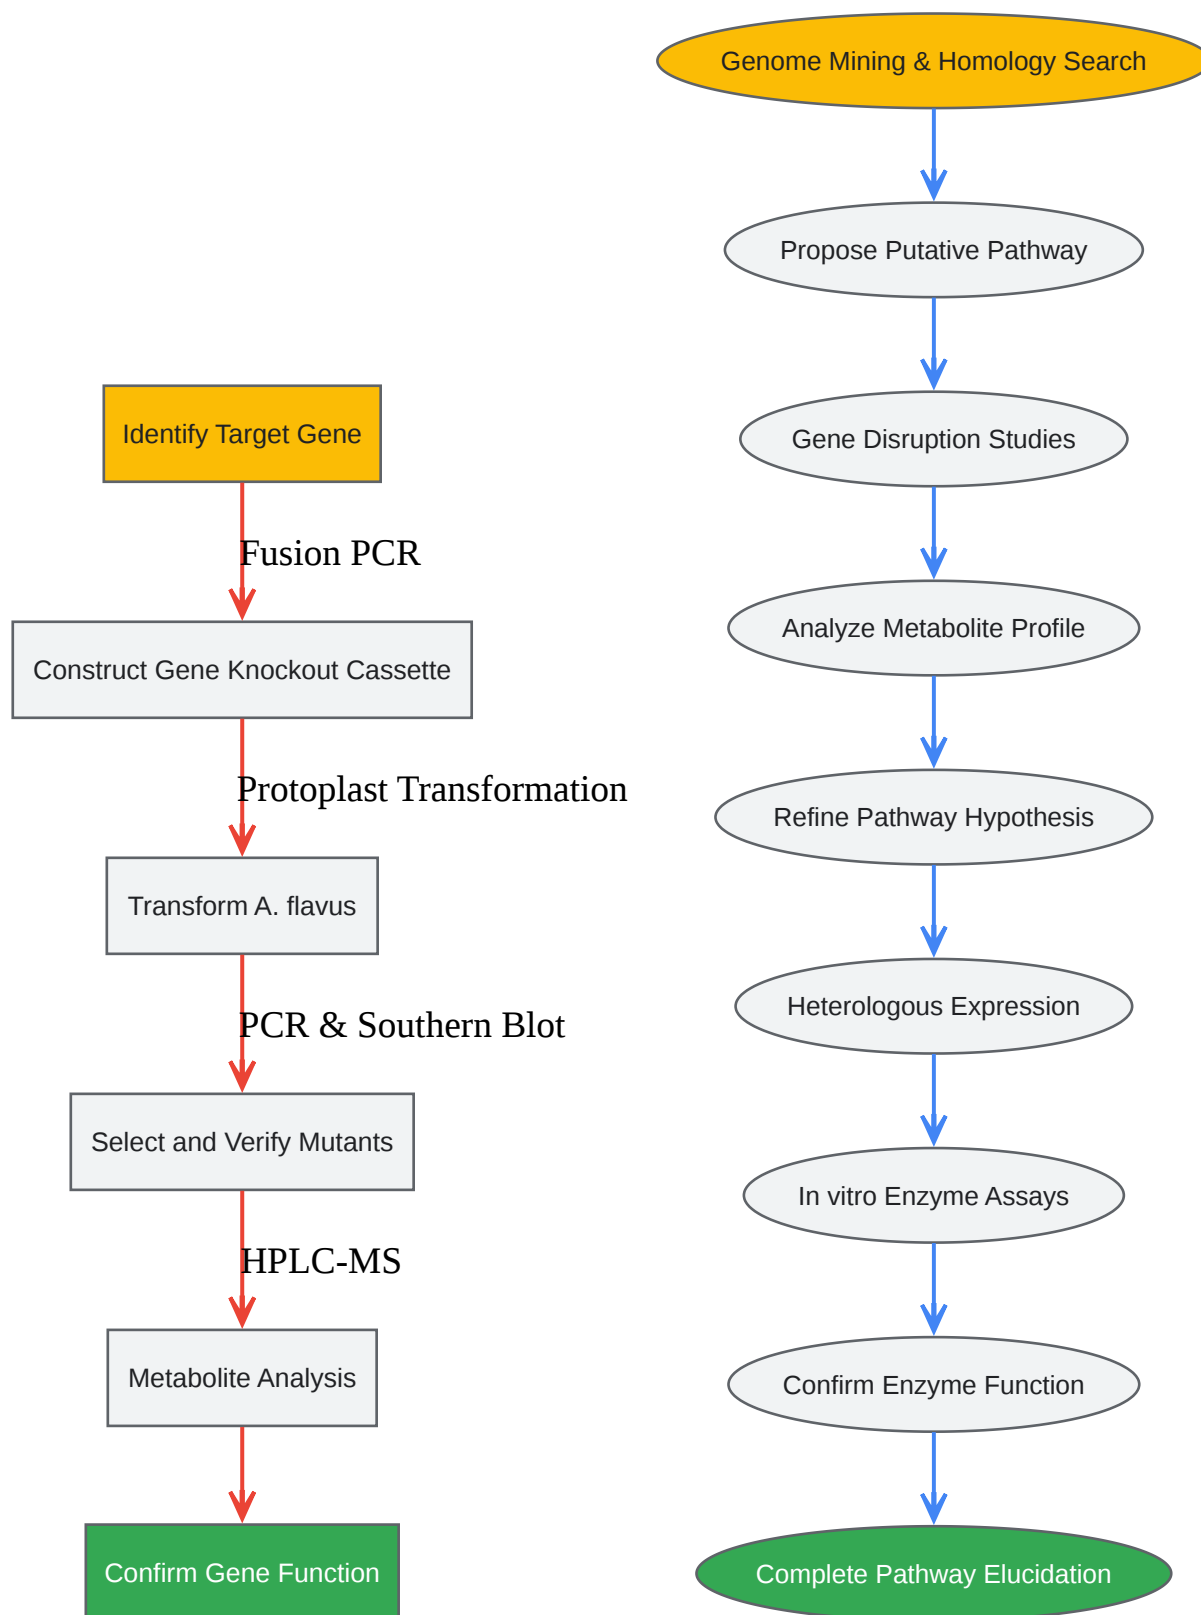 Identify Target Gene
Fusion PCR
Construct Gene Knockout Cassette
Protoplast Transformation
Transform A. flavus
PCR & Southern Blot
Select and Verify Mutants
HPLC-MS
Metabolite Analysis
Confirm Gene Function
Genome Mining & Homology Search
Propose Putative Pathway
Gene Disruption Studies
Analyze Metabolite Profile
Refine Pathway Hypothesis
Heterologous Expression
In vitro Enzyme Assays
Confirm Enzyme Function
Complete Pathway Elucidation